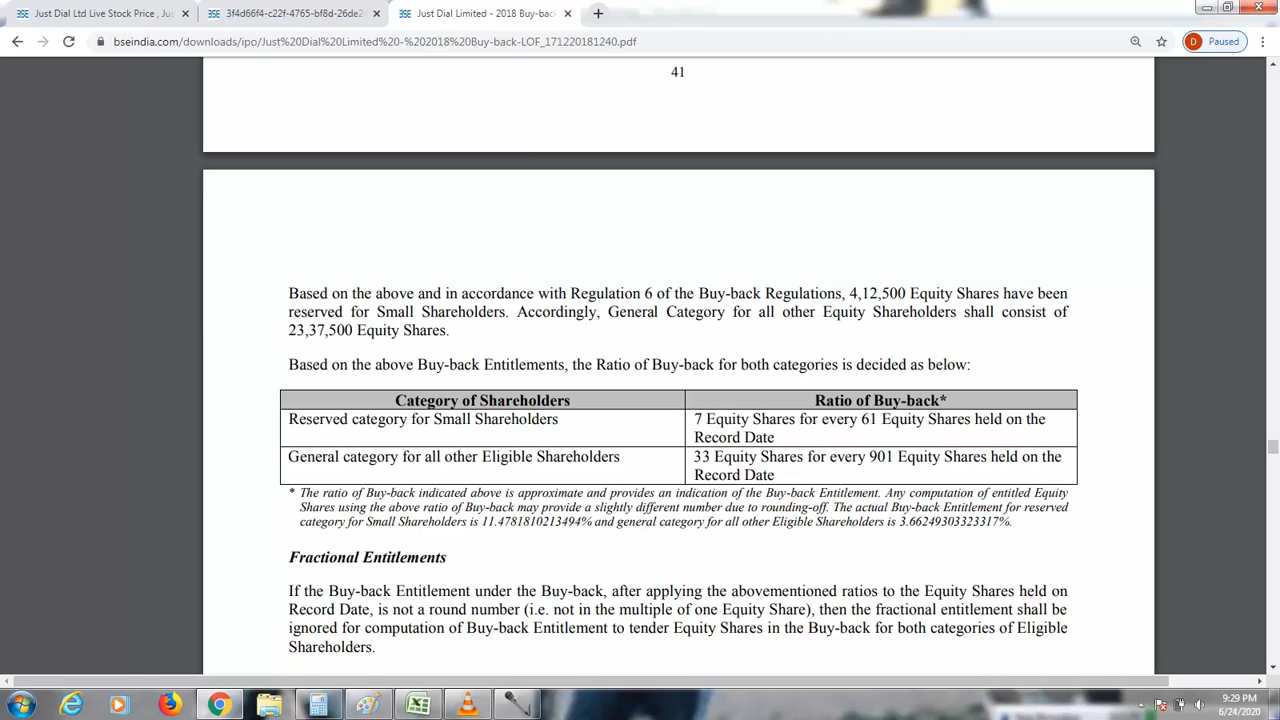 Just Dial Ltd Live Stock Price , Jus
3f4d66f4-c22f-4765-bf8d-26de2
Just Dial Limited - 2018 Buy-bac
bseindia.com/downloads/ipo/Just%20Dial%20Limited%20-%202018%20Buy-back-LOF_171220181240.pdf
Paused
41
Based on the above and in accordance with Regulation 6 of the Buy-back Regulations, 4,12,500 Equity Shares have been
reserved for Small Shareholders. Accordingly, General Category for all other Equity Shareholders shall consist of
23,37,500 Equity Shares.
Based on the above Buy-back Entitlements, the Ratio of Buy-back for both categories is decided as below:
Category of Shareholders
Ratio of Buy-back*
Reserved category for Small Shareholders
7 Equity Shares for every 61 Equity Shares held on the
Record Date
General category for all other Eligible Shareholders
33 Equity Shares for every 901 Equity Shares held on the
Record Date
* The ratio of Buy-back indicated above is approximate and provides an indication of the Buy-back Entitlement. Any computation of entitled Equity
Shares using the above ratio of Buy-back may provide a slightly different number due to rounding-off. The actual Buy-back Entitlement for reserved
category for Small Shareholders is 11.4781810213494% and general category for all other Eligible Shareholders is 3.66249303323317%.
Fractional Entitlements
If the Buy-back Entitlement under the Buy-back, after applying the abovementioned ratios to the Equity Shares held on
Record Date, is not a round number (i.e. not in the multiple of one Equity Share), then the fractional entitlement shall be
ignored for computation of Buy-back Entitlement to tender Equity Shares in the Buy-back for both categories of Eligible
Shareholders.
9:29 PM
6/24/2020